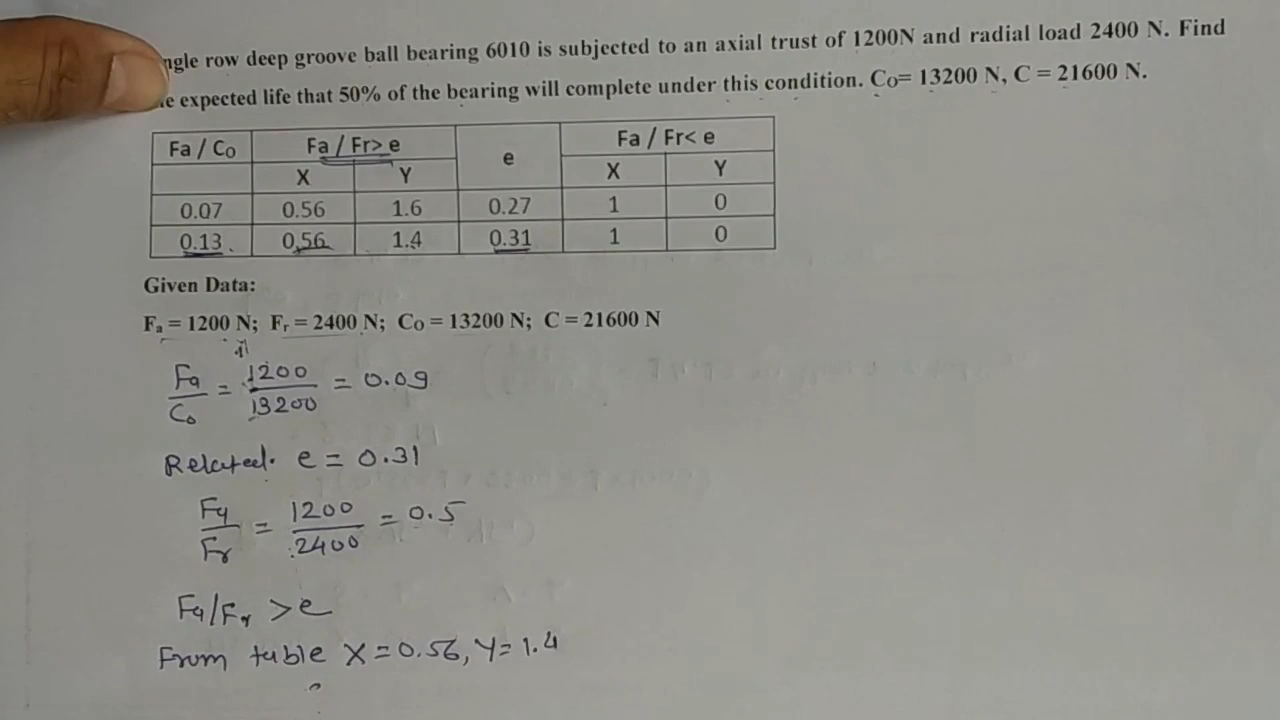 row deep groove ball bearing 6010 is subjected to an axial trust of 1200N and radial load 2400 N. Find
expected life that 50% of the bearing will complete under this condition. Co= 13200 N, C = 21600 N.
Fa / Co Fa / Fr> e e Fa / Fr< e
X Y X Y
0.07 0.56 1.6 0.27 1 0
0.13 0.56 1.4 0.31 1 0
Given Data:
Fa = 1200 N; Fr = 2400 N; Co = 13200 N; C = 21600 N
Fa/Co = 1200/13200 = 0.09
Related. e = 0.31
Fa/Fr = 1200/2400 = 0.5
Fa/Fr > e
From table X = 0.56, Y = 1.4